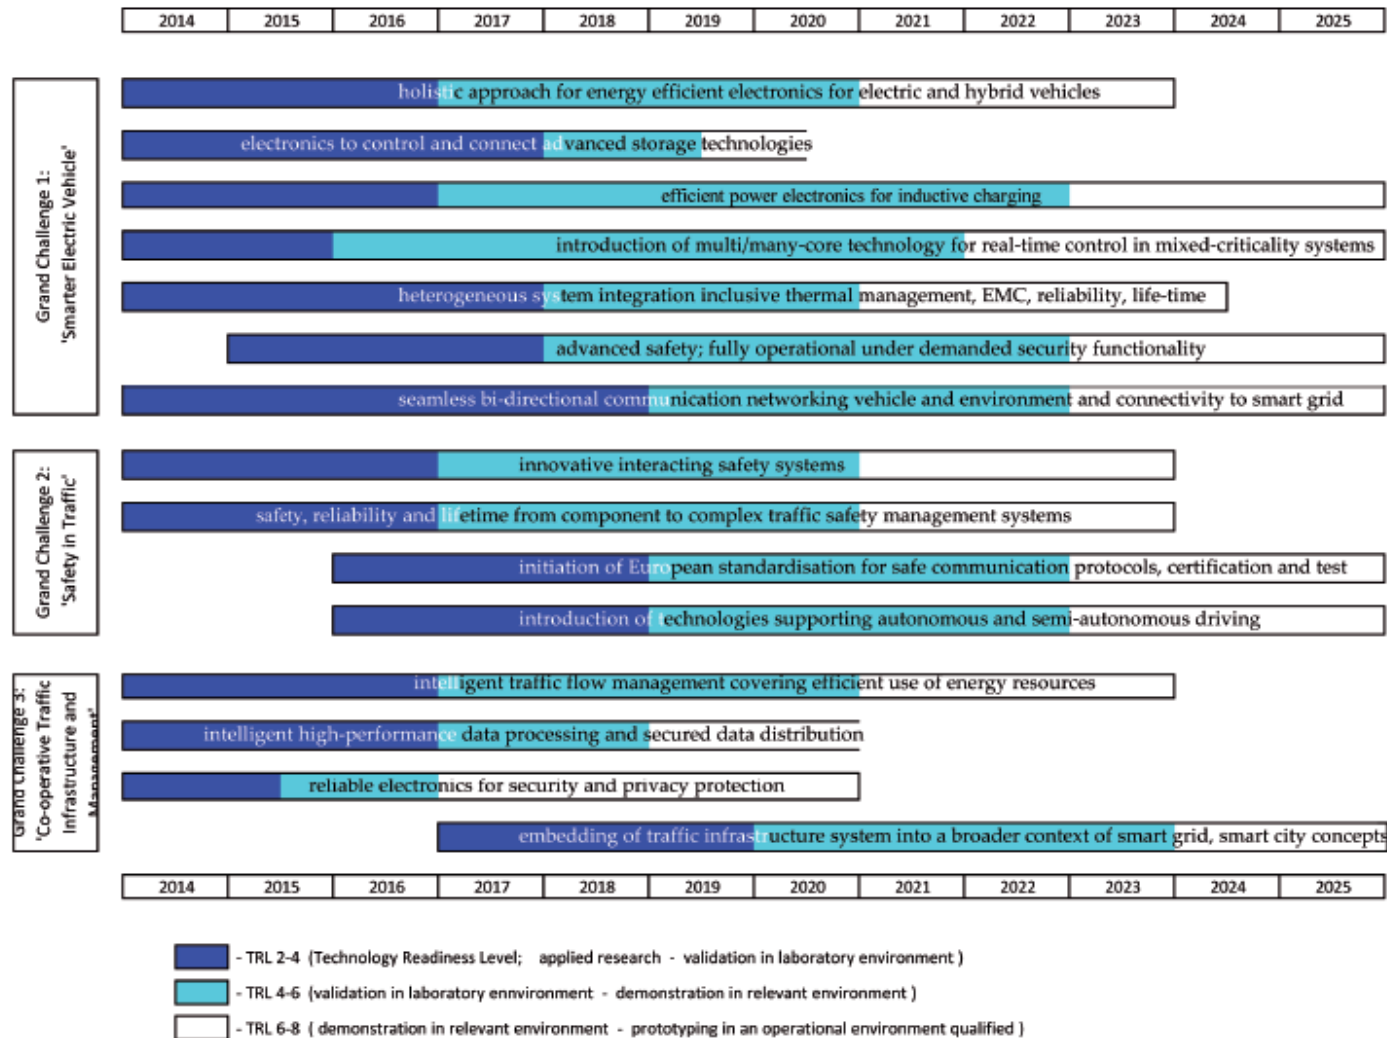 2014 2015 2016 2017 2018 2019 2020 2021 2022 2023 2024 2025
Grand Challenge 1:
'Smarter Electric Vehicle'
holistic approach for energy efficient electronics for electric and hybrid vehicles
electronics to control and connect advanced storage technologies
efficient power electronics for inductive charging
introduction of multi/many-core technology for real-time control in mixed-criticality systems
heterogeneous system integration inclusive thermal management, EMC, reliability, life-time
advanced safety; fully operational under demanded security functionality
seamless bi-directional communication networking vehicle and environment and connectivity to smart grid
Grand Challenge 2:
'Safety in Traffic'
innovative interacting safety systems
safety, reliability and lifetime from component to complex traffic safety management systems
initiation of European standardisation for safe communication protocols, certification and test
introduction of technologies supporting autonomous and semi-autonomous driving
Grand Challenge 3:
'Co-operative Traffic
Infrastructure and
Management'
intelligent traffic flow management covering efficient use of energy resources
intelligent high-performance data processing and secured data distribution
reliable electronics for security and privacy protection
embedding of traffic infrastructure system into a broader context of smart grid, smart city concepts
2014 2015 2016 2017 2018 2019 2020 2021 2022 2023 2024 2025
- TRL 2-4 (Technology Readiness Level; applied research - validation in laboratory environment )
- TRL 4-6 (validation in laboratory ennvironment - demonstration in relevant environment )
- TRL 6-8 ( demonstration in relevant environment - prototyping in an operational environment qualified )